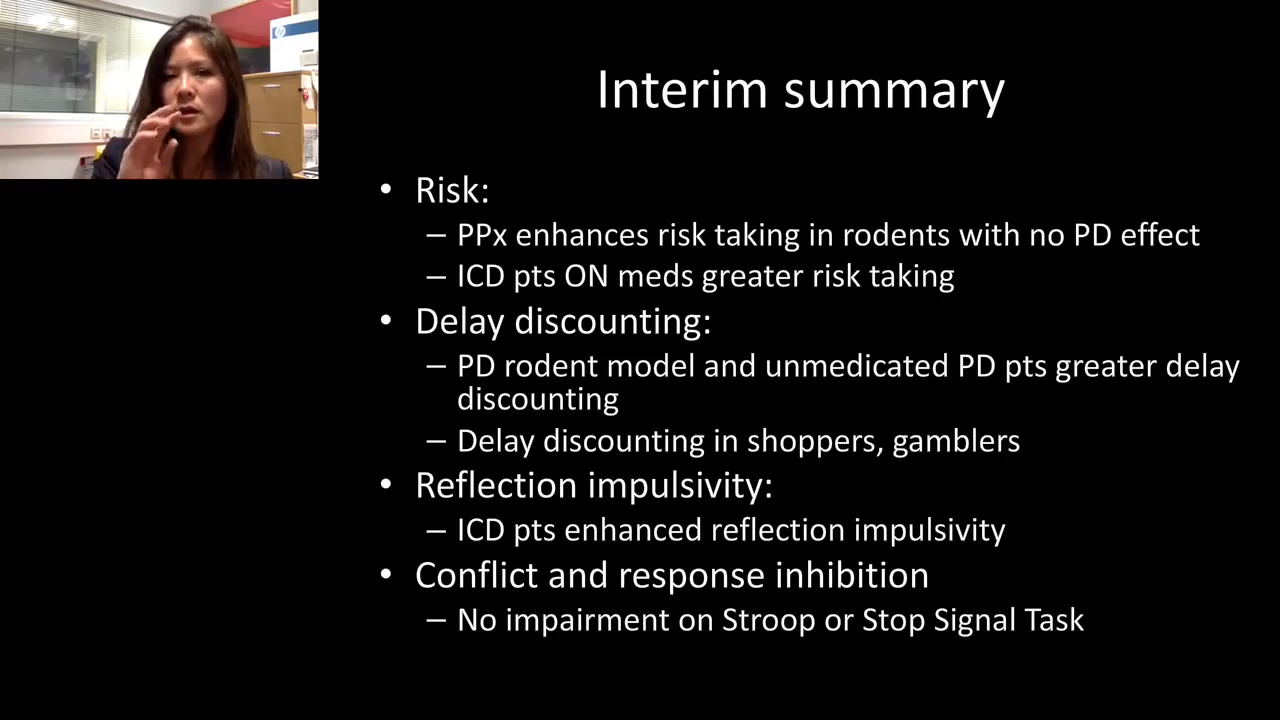 Interim summary
• Risk:
– PPx enhances risk taking in rodents with no PD effect
– ICD pts ON meds greater risk taking
• Delay discounting:
– PD rodent model and unmedicated PD pts greater delay
discounting
– Delay discounting in shoppers, gamblers
• Reflection impulsivity:
– ICD pts enhanced reflection impulsivity
• Conflict and response inhibition
– No impairment on Stroop or Stop Signal Task